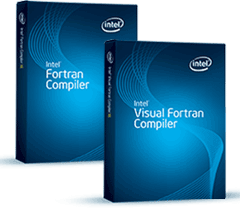 intel
Intel
Fortran
Compiler
intel
Intel
Visual Fortran
Compiler